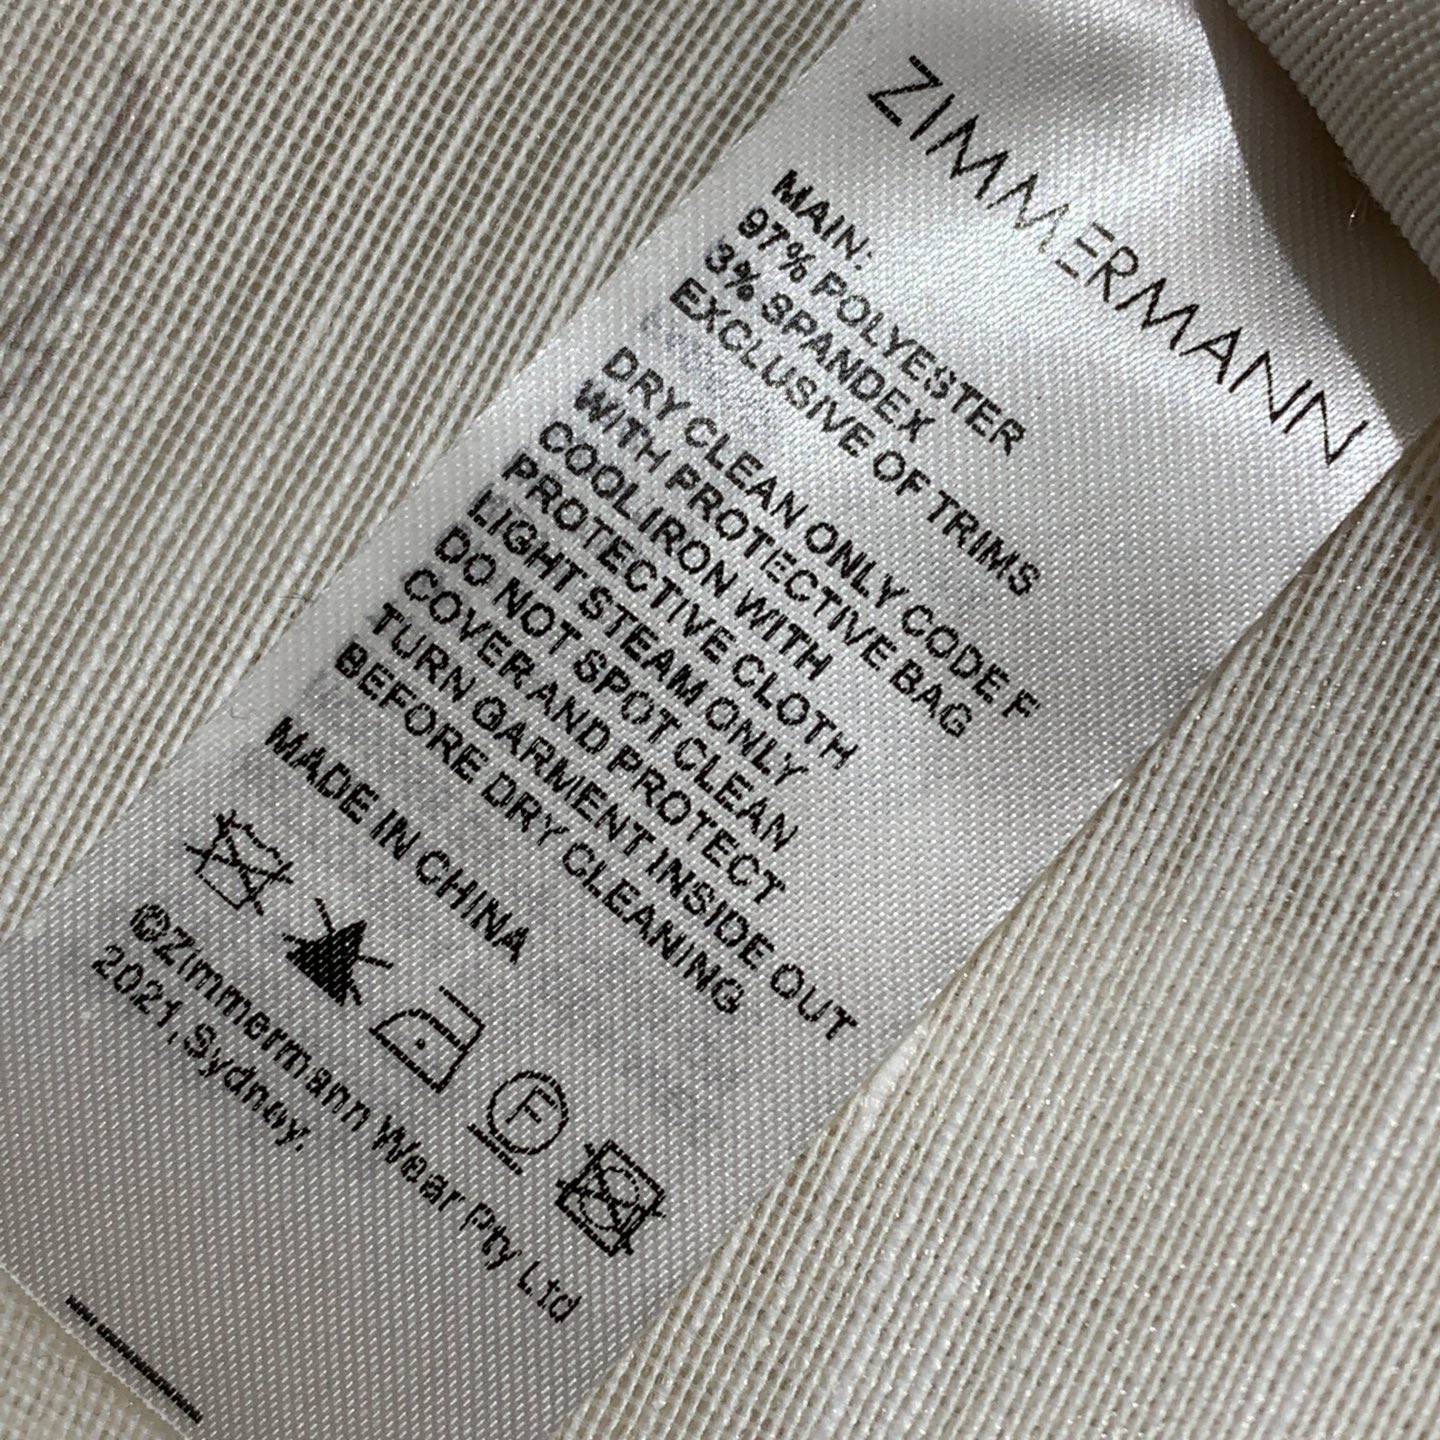 ZIMMERMANN
MAIN:
97% POLYESTER
3% SPANDEX
EXCLUSIVE OF TRIMS
DRY CLEAN ONLY CODE F
WITH PROTECTIVE BAG
COOL IRON WITH
PROTECTIVE CLOTH
LIGHT STEAM ONLY
DO NOT SPOT CLEAN
COVER AND PROTECT
TURN GARMENT INSIDE OUT
BEFORE DRY CLEANING
MADE IN CHINA
F
©Zimmermann Wear Pty Ltd
2021,Sydney.